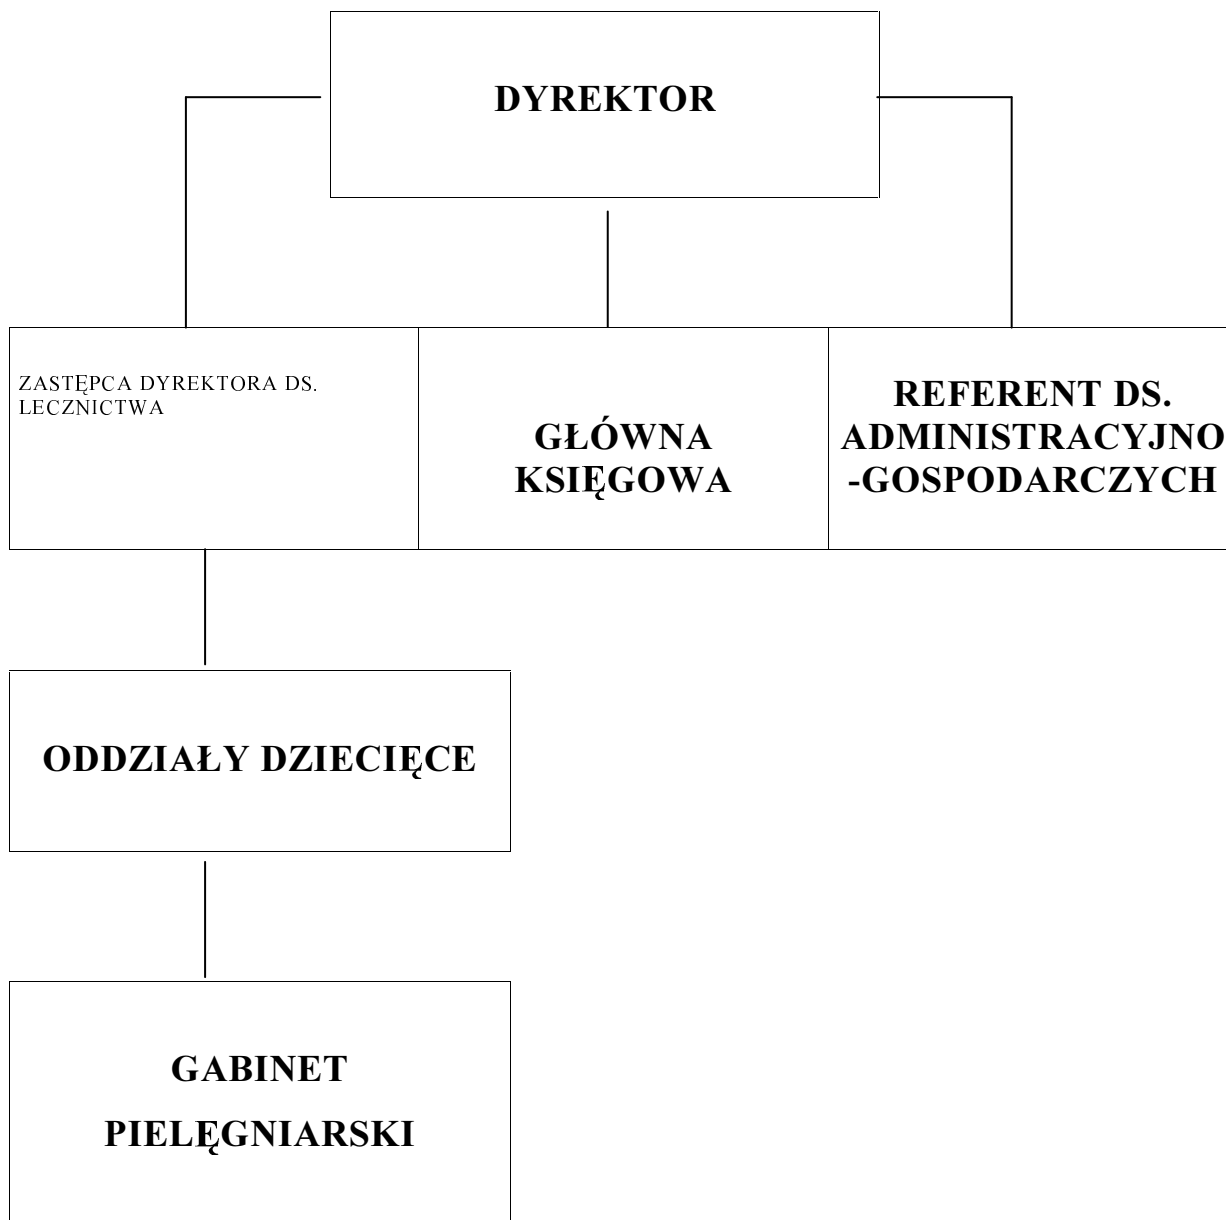 DYREKTOR
ZASTĘPCA DYREKTORA DS.
LECZNICTWA
GŁÓWNA
KSIĘGOWA
REFERENT DS.
ADMINISTRACYJNO
-GOSPODARCZYCH
ODDZIAŁY DZIECIĘCE
GABINET
PIELĘGNIARSKI